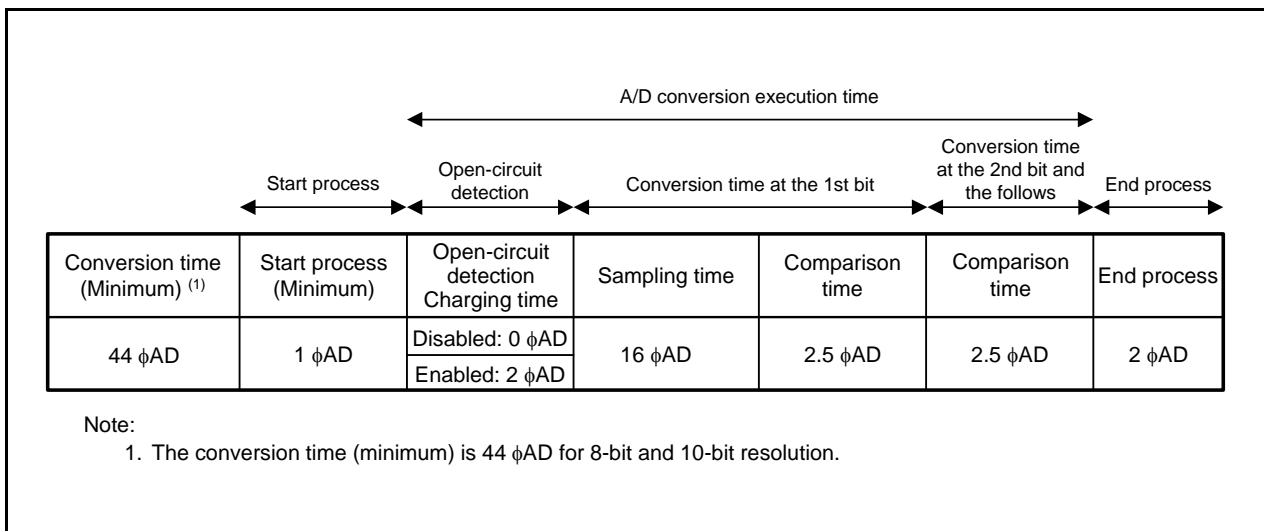 A/D conversion execution time
Start process
Open-circuit
detection
Conversion time at the 1st bit
Conversion time
at the 2nd bit and
the follows
End process
Conversion time
(Minimum) (1)
Start process
(Minimum)
Open-circuit
detection
Charging time
Sampling time
Comparison
time
Comparison
time
End process
44 ϕAD
1 ϕAD
Disabled: 0 ϕAD
Enabled: 2 ϕAD
16 ϕAD
2.5 ϕAD
2.5 ϕAD
2 ϕAD
Note:
1. The conversion time (minimum) is 44 ϕAD for 8-bit and 10-bit resolution.